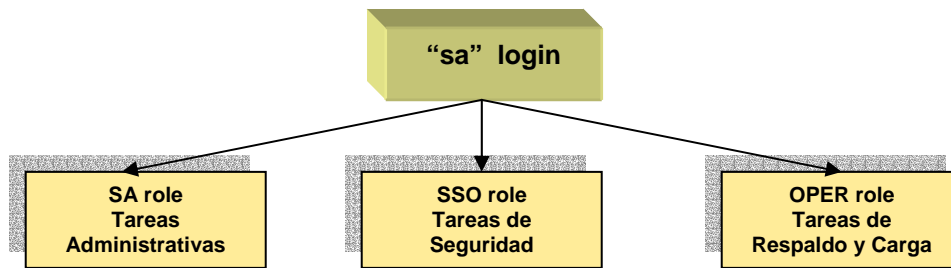 “sa” login
SA role
Tareas
Administrativas
SSO role
Tareas de
Seguridad
OPER role
Tareas de
Respaldo y Carga